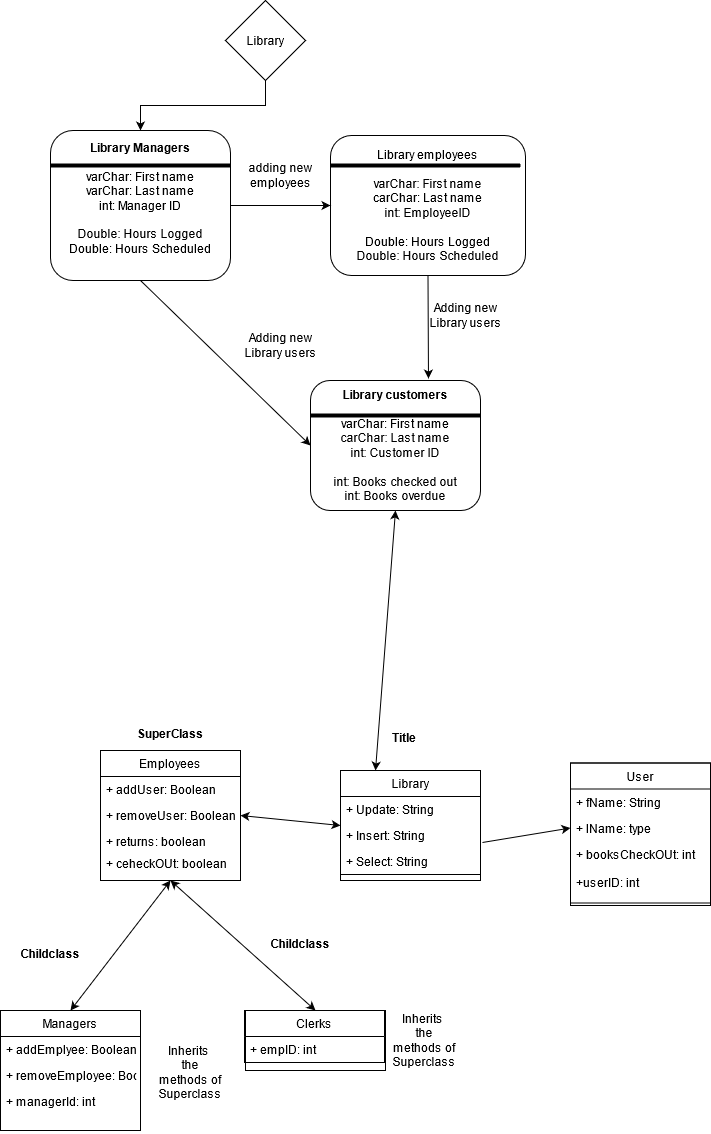 Library
Library Managers
varChar: First name
varChar: Last name
int: Manager ID
Double: Hours Logged
Double: Hours Scheduled
adding new
employees
Library employees
varChar: First name
carChar: Last name
int: EmployeeID
Double: Hours Logged
Double: Hours Scheduled
Adding new
Library users
Adding new
Library users
Library customers
varChar: First name
carChar: Last name
int: Customer ID
int: Books checked out
int: Books overdue
SuperClass
Employees
+ addUser: Boolean
+ removeUser: Boolean
+ returns: boolean
+ ceheckOUt: boolean
Title
Library
+ Update: String
+ Insert: String
+ Select: String
User
+ fName: String
+ lName: type
+ booksCheckOUt: int
+userID: int
Childclass
Managers
+ addEmplyee: Boolean
+ removeEmployee: Boo
+ managerId: int
Inherits
the
methods of
Superclass
Childclass
Clerks
+ empID: int
Inherits
the
methods of
Superclass